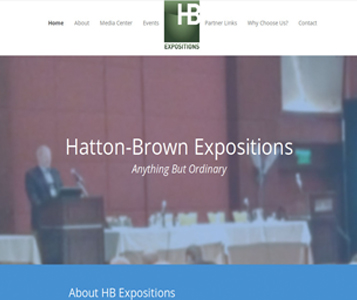 Home About Media Center Events HB Partner Links Why Choose Us? Contact
EXPOSITIONS
Hatton-Brown Expositions
Anything But Ordinary
About HB Expositions